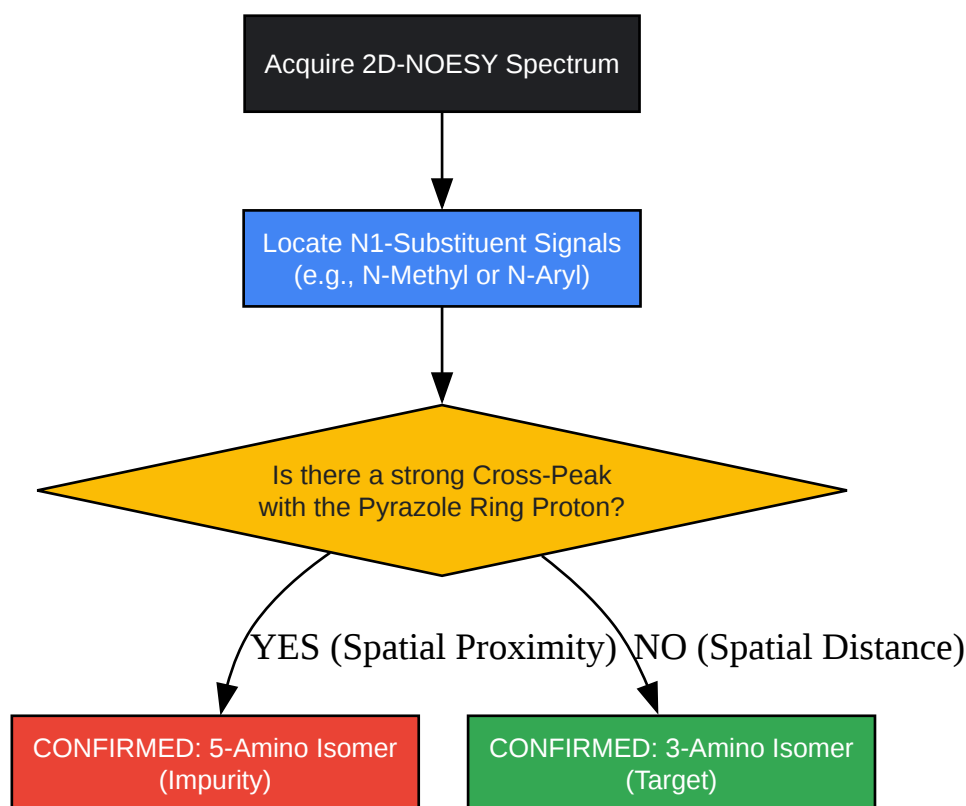 Acquire 2D-NOESY Spectrum
Locate N1-Substituent Signals
(e.g., N-Methyl or N-Aryl)
Is there a strong Cross-Peak
with the Pyrazole Ring Proton?
YES (Spatial Proximity)
NO (Spatial Distance)
CONFIRMED: 5-Amino Isomer
(Impurity)
CONFIRMED: 3-Amino Isomer
(Target)